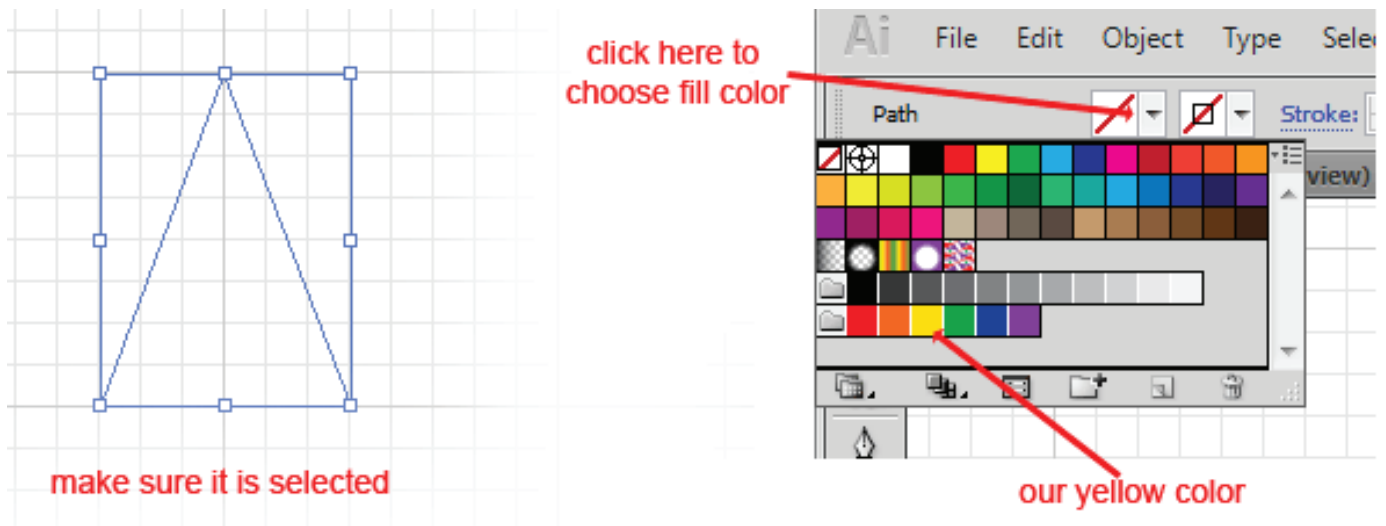 click here to
choose fill color
make sure it is selected
Ai File Edit Object Type Selec
Path Stroke:
view)
our yellow color